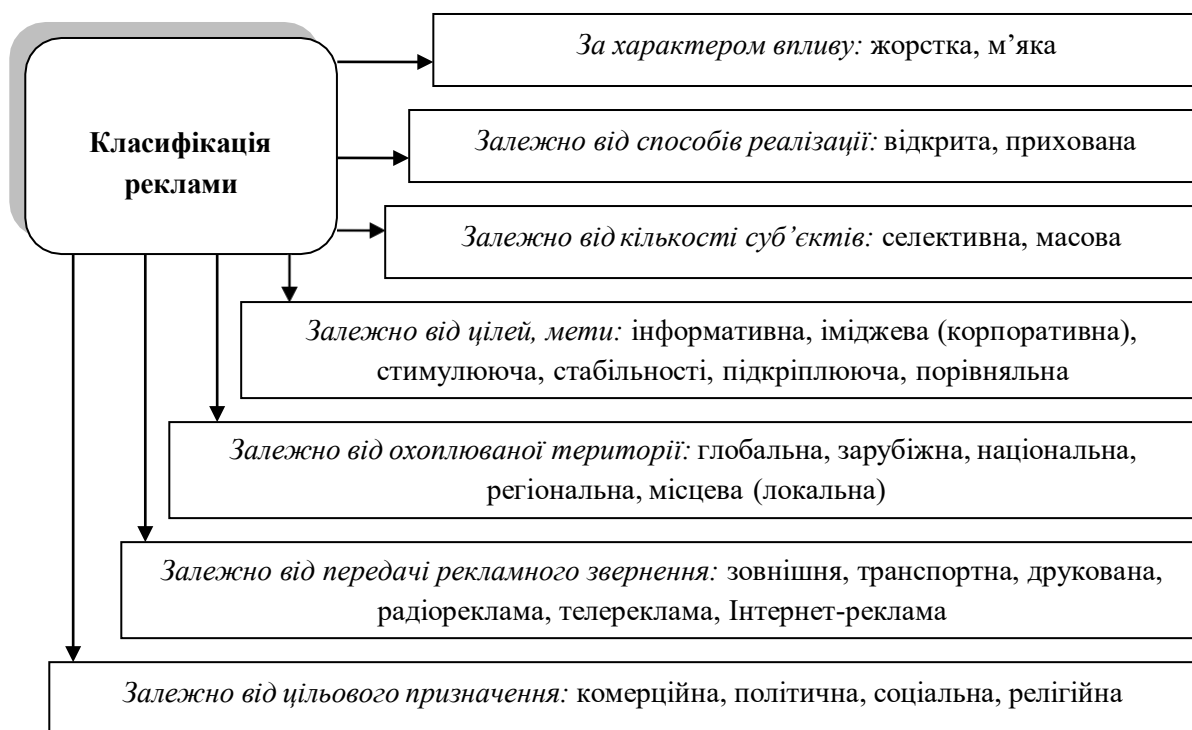 Класифікація
реклами
За характером впливу: жорстка, м’яка
Залежно від способів реалізації: відкрита, прихована
Залежно від кількості суб’єктів: селективна, масова
Залежно від цілей, мети: інформативна, іміджева (корпоративна),
стимулююча, стабільності, підкріплююча, порівняльна
Залежно від охоплюваної території: глобальна, зарубіжна, національна,
регіональна, місцева (локальна)
Залежно від передачі рекламного звернення: зовнішня, транспортна, друкована,
радіореклама, телереклама, Інтернет-реклама
Залежно від цільового призначення: комерційна, політична, соціальна, релігійна